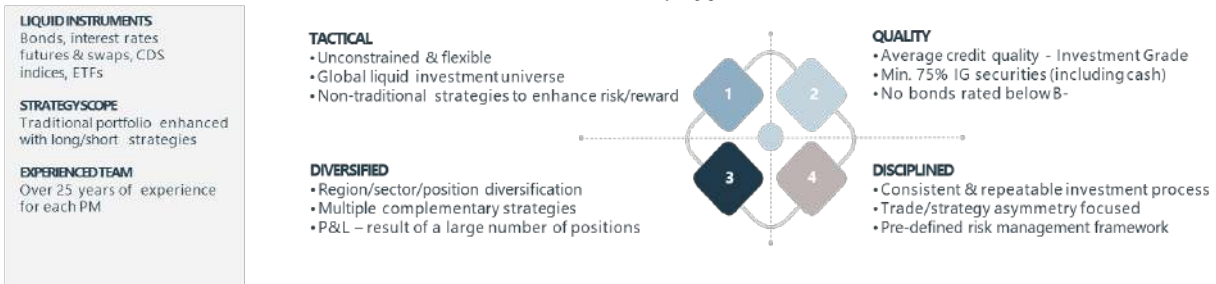 LIQUID INSTRUMENTS
Bonds, interest rates
futures & swaps, CDS
indices, ETFs
STRATEGY SCOPE
Traditional portfolio enhanced
with long/short strategies
EXPERIENCED TEAM
Over 25 years of experience
for each PM
TACTICAL
• Unconstrained & flexible
• Global liquid investment universe
• Non-traditional strategies to enhance risk/reward
QUALITY
• Average credit quality - Investment Grade
• Min. 75% IG securities (including cash)
• No bonds rated below B-
1
2
3
4
DIVERSIFIED
• Region/sector/position diversification
• Multiple complementary strategies
• P&L – result of a large number of positions
DISCIPLINED
• Consistent & repeatable investment process
• Trade/strategy asymmetry focused
• Pre-defined risk management framework